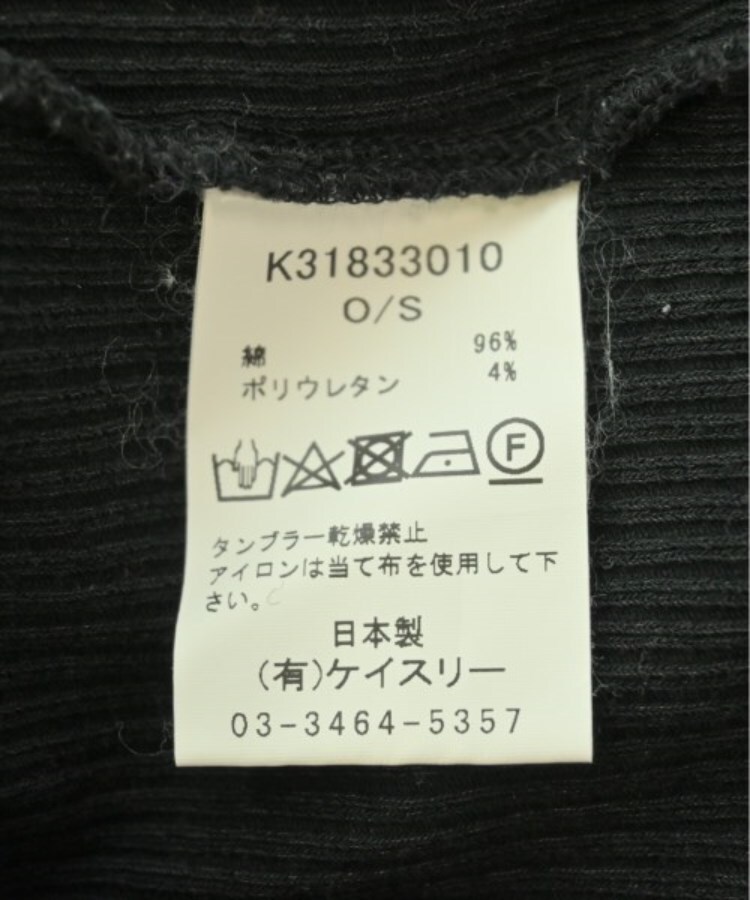 K31833010
O/S
綿 96%
ポリウレタン 4%
F
タンブラー乾燥禁止
アイロンは当て布を使用して下
さい。
日本製
(有)ケイスリー
03-3464-5357